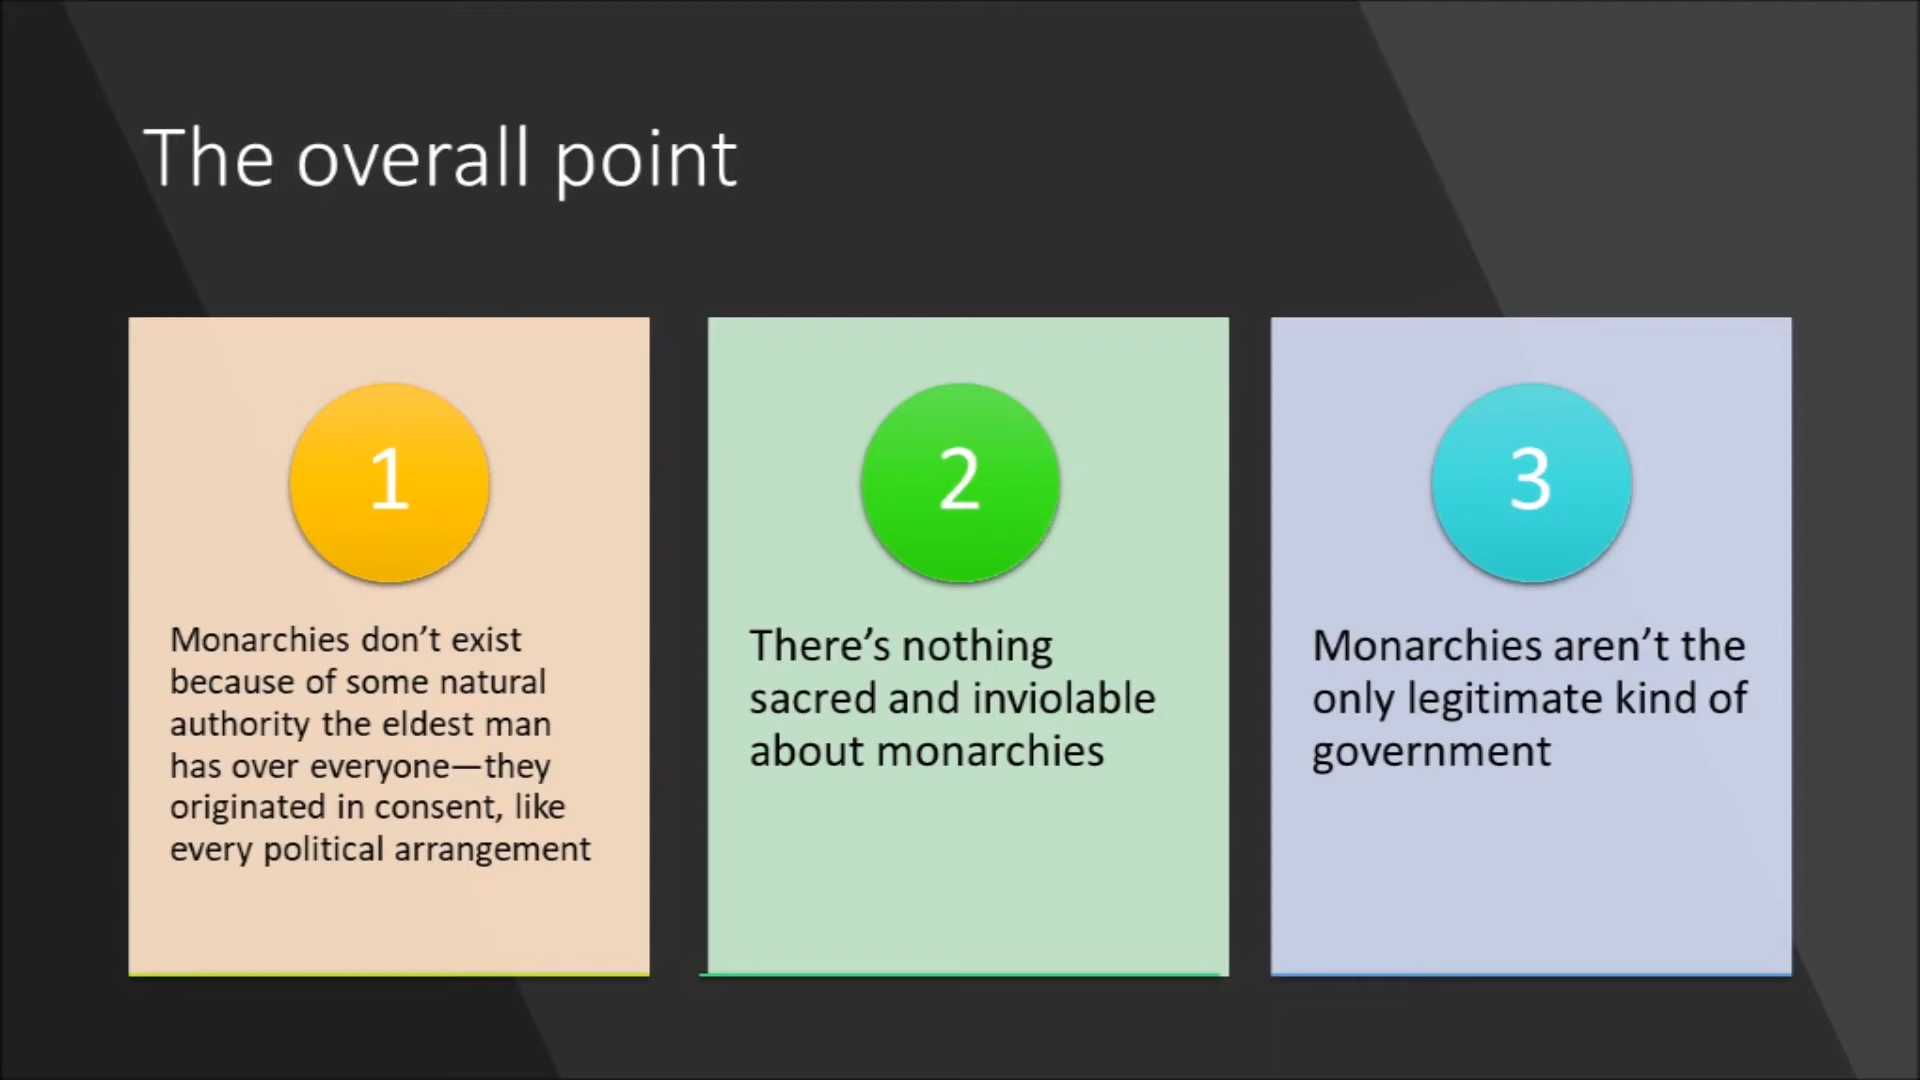 The overall point
1
Monarchies don’t exist
because of some natural
authority the eldest man
has over everyone—they
originated in consent, like
every political arrangement
2
There’s nothing
sacred and inviolable
about monarchies
3
Monarchies aren’t the
only legitimate kind of
government